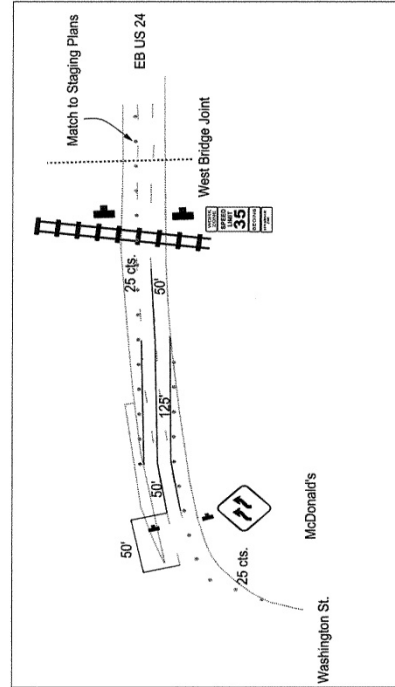 Match to Staging Plans
EB US 24
West Bridge Joint
25 cts.
50'
WORK
ZONE
SPEED
LIMIT
35
125'
50'
50'
25 cts.
McDonald's
Washington St.